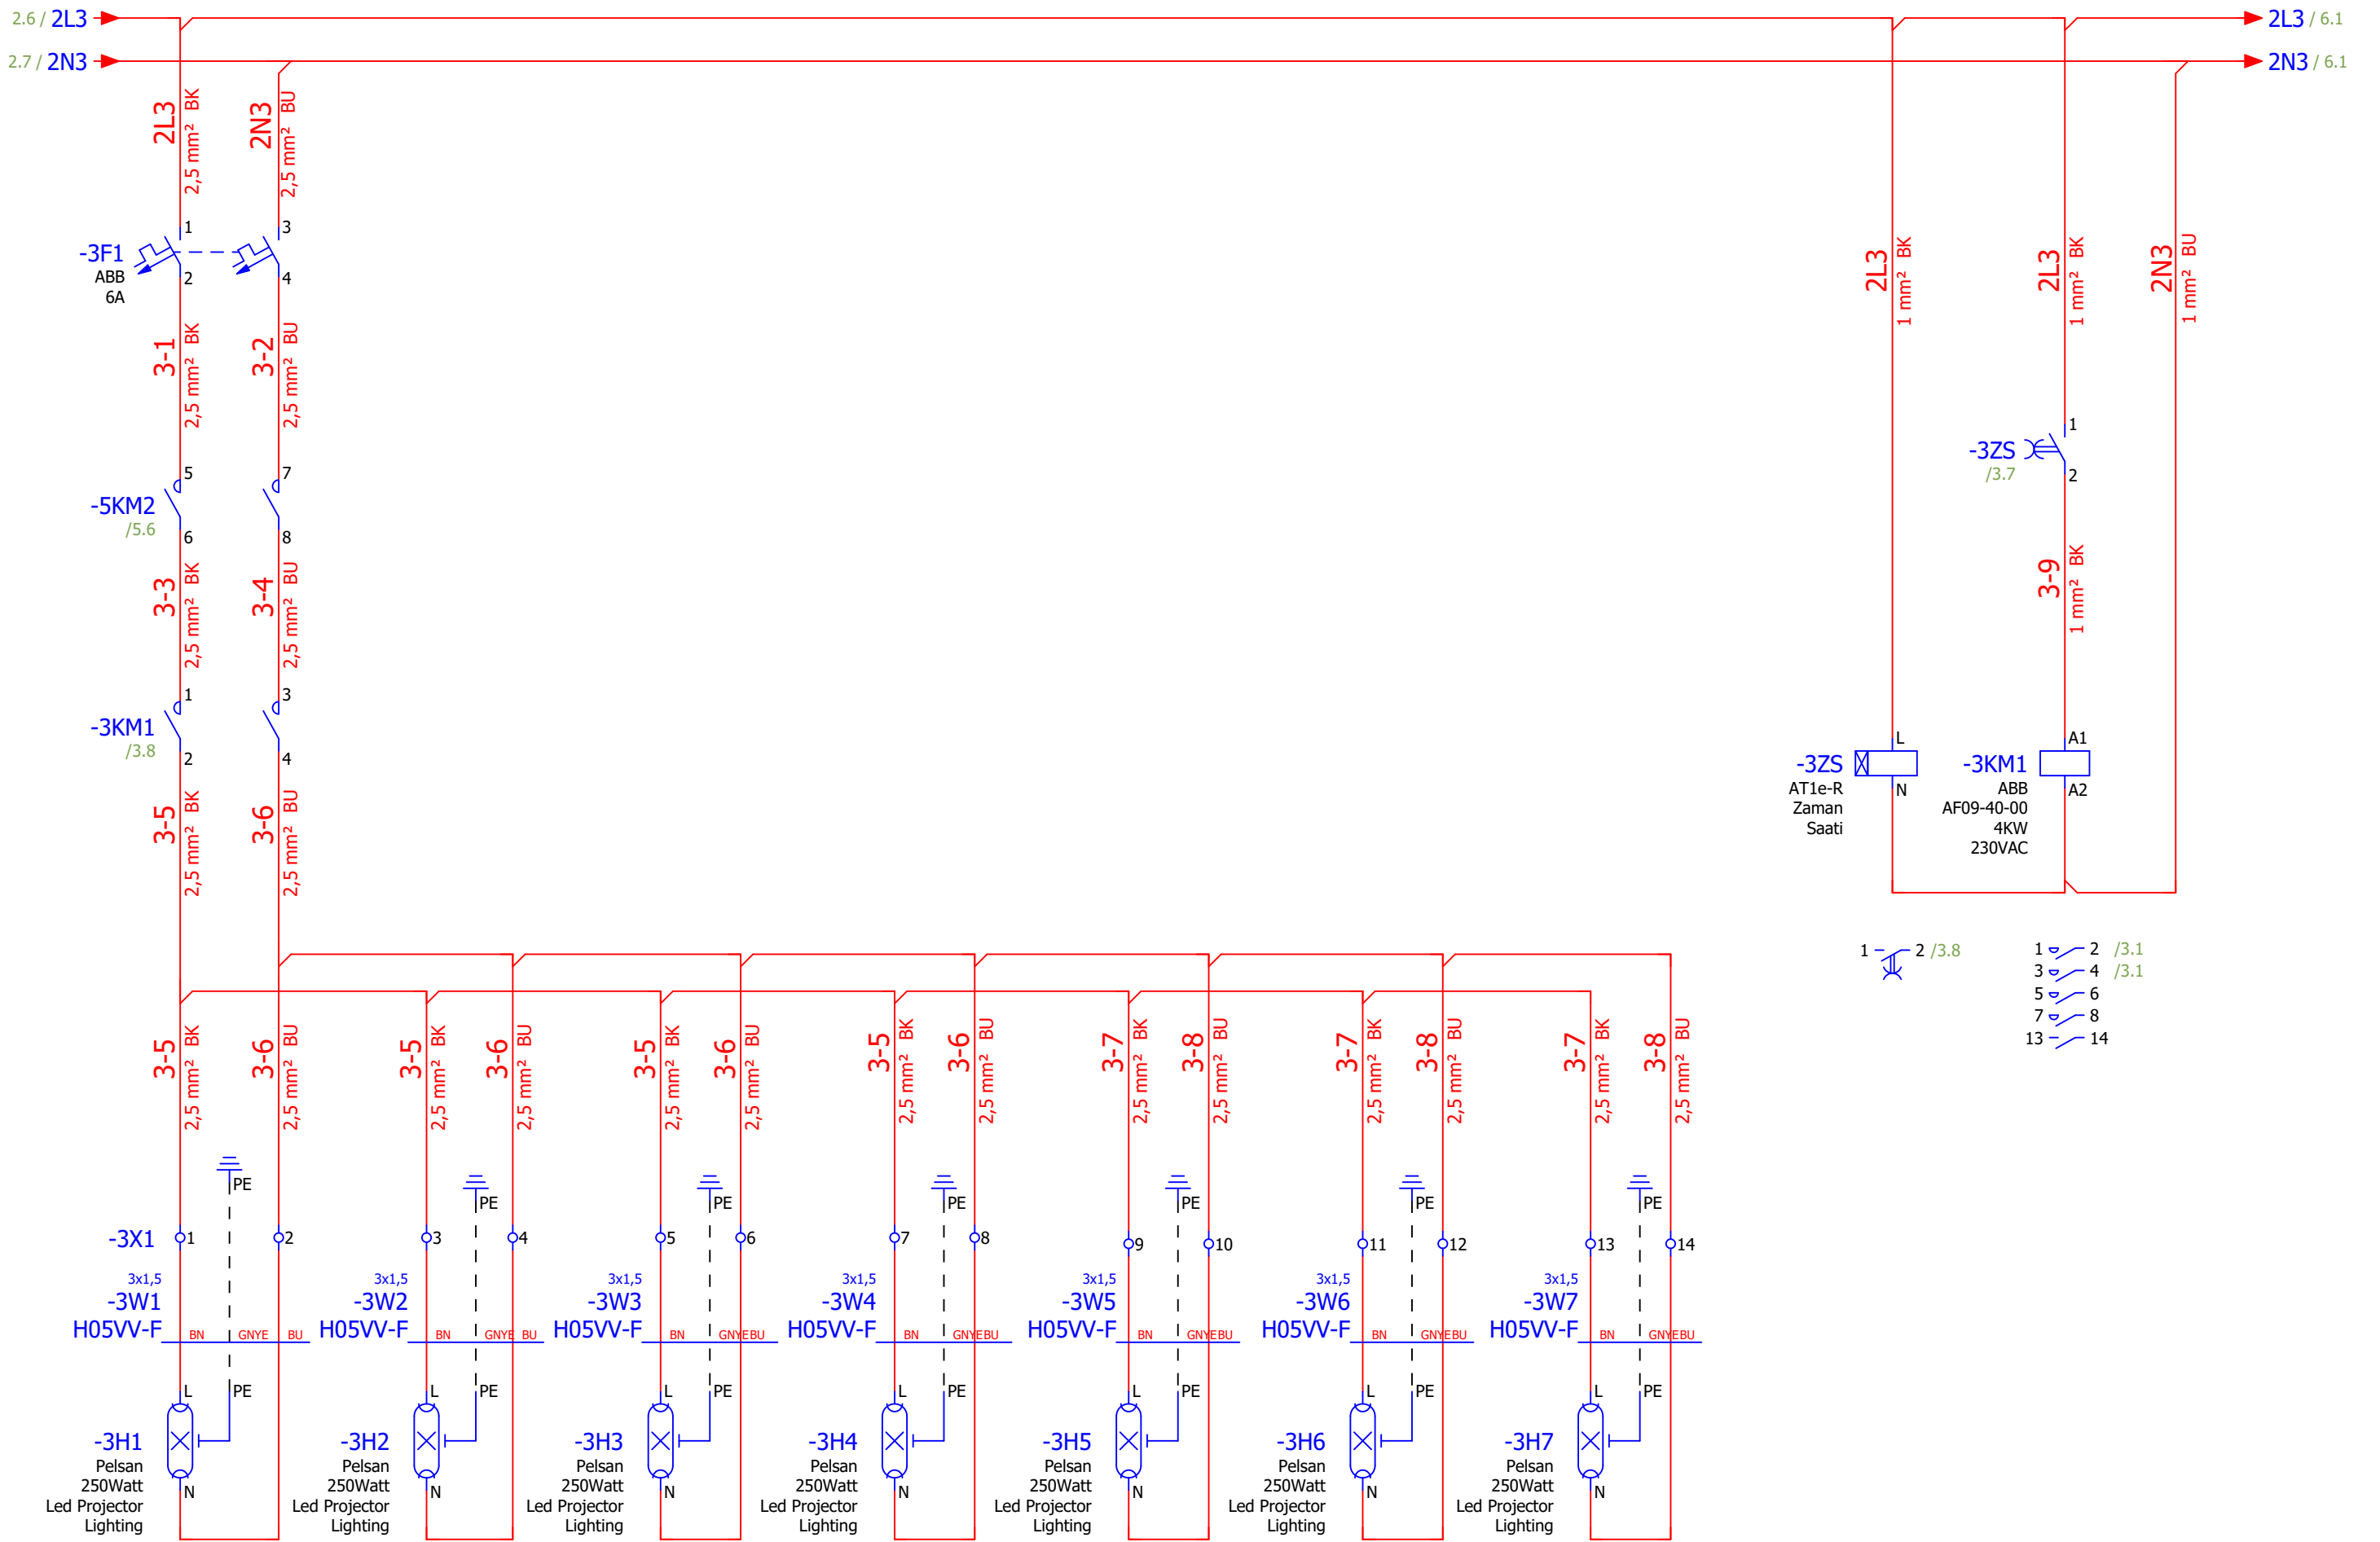 2.6 / 2L3
2L3 / 6.1
2.7 / 2N3
2N3 / 6.1
2L3
2,5 mm² BK
2N3
2,5 mm² BU
2L3
1 mm² BK
2L3
1 mm² BK
2N3
1 mm² BU
-3F1
ABB
6A
1
2
3
4
3-1
2,5 mm² BK
3-2
2,5 mm² BU
-5KM2
/5.6
5
6
7
8
-3ZS
/3.7
1
2
3-3
2,5 mm² BK
3-4
2,5 mm² BU
3-9
1 mm² BK
-3KM1
/3.8
1
2
3
4
3-5
2,5 mm² BK
3-6
2,5 mm² BU
-3ZS
AT1e-R
Zaman
Saati
L
N
-3KM1
ABB
AF09-40-00
4KW
230VAC
A1
A2
1 2 /3.8
1 2 /3.1
3 4 /3.1
5 6
7 8
13 14
3-5
2,5 mm² BK
3-6
2,5 mm² BU
3-5
2,5 mm² BK
3-6
2,5 mm² BU
3-5
2,5 mm² BK
3-6
2,5 mm² BU
3-5
2,5 mm² BK
3-6
2,5 mm² BU
3-7
2,5 mm² BK
3-8
2,5 mm² BU
3-7
2,5 mm² BK
3-8
2,5 mm² BU
3-7
2,5 mm² BK
3-8
2,5 mm² BU
PE
PE
PE
PE
PE
PE
PE
-3X1 1 2 3 4 5 6 7 8 9 10 11 12 13 14
3x1,5
-3W1
H05VV-F
BN GNYE BU
3x1,5
-3W2
H05VV-F
BN GNYE BU
3x1,5
-3W3
H05VV-F
BN GNYEBU
3x1,5
-3W4
H05VV-F
BN GNYEBU
3x1,5
-3W5
H05VV-F
BN GNYEBU
3x1,5
-3W6
H05VV-F
BN GNYEBU
3x1,5
-3W7
H05VV-F
BN GNYEBU
L PE
-3H1
Pelsan
250Watt
Led Projector
Lighting
N
L PE
-3H2
Pelsan
250Watt
Led Projector
Lighting
N
L PE
-3H3
Pelsan
250Watt
Led Projector
Lighting
N
L PE
-3H4
Pelsan
250Watt
Led Projector
Lighting
N
L PE
-3H5
Pelsan
250Watt
Led Projector
Lighting
N
L PE
-3H6
Pelsan
250Watt
Led Projector
Lighting
N
L PE
-3H7
Pelsan
250Watt
Led Projector
Lighting
N